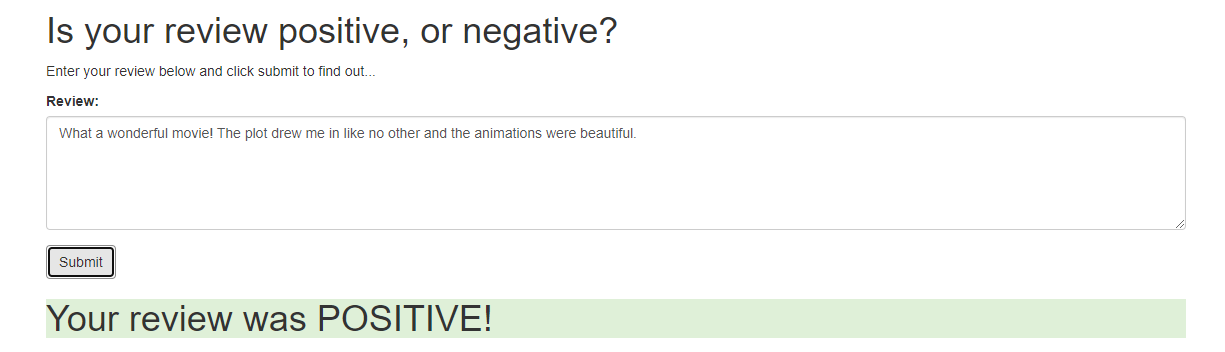 Is your review positive, or negative?
Enter your review below and click submit to find out...
Review:
What a wonderful movie! The plot drew me in like no other and the animations were beautiful.
Submit
Your review was POSITIVE!